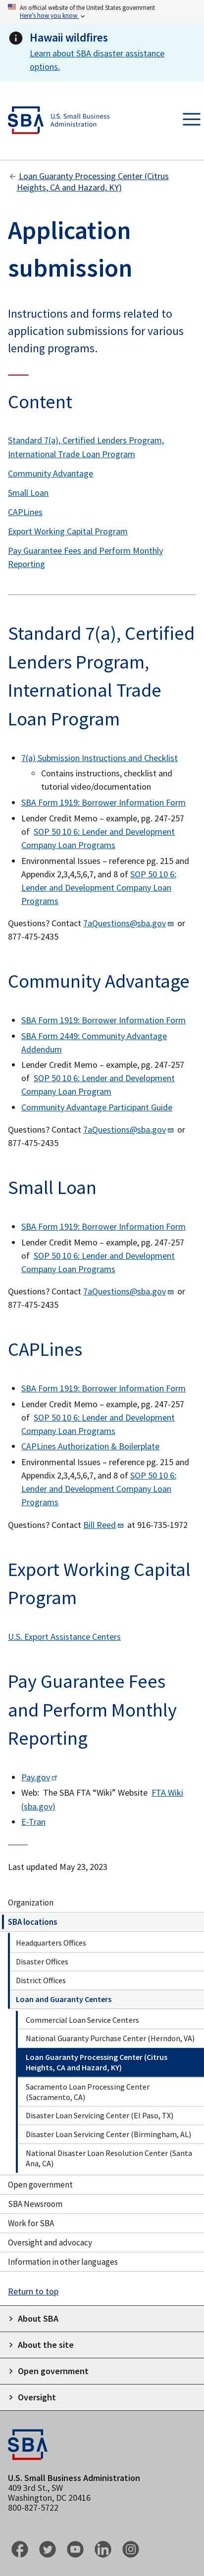 An official website of the United States government
Here's how you know
Hawaii wildfires
Learn about SBA disaster assistance
options.
SBA
U.S. Small Business
Administration
Loan Guaranty Processing Center (Citrus
Heights, CA and Hazard, KY)
Application
submission
Instructions and forms related to
application submissions for various
lending programs.
Content
Standard 7(a), Certified Lenders Program,
International Trade Loan Program
Community Advantage
Small Loan
CAPLines
Export Working Capital Program
Pay Guarantee Fees and Perform Monthly
Reporting
Standard 7(a), Certified
Lenders Program,
International Trade
Loan Program
7(a) Submission Instructions and Checklist
Contains instructions, checklist and
tutorial video/documentation
SBA Form 1919: Borrower Information Form
Lender Credit Memo – example, pg. 247-257
of SOP 50 10 6: Lender and Development
Company Loan Programs
Environmental Issues – reference pg. 215 and
Appendix 2,3,4,5,6,7, and 8 of SOP 50 10 6:
Lender and Development Company Loan
Programs
Questions? Contact 7aQuestions@sba.gov or
877-475-2435
Community Advantage
SBA Form 1919: Borrower Information Form
SBA Form 2449: Community Advantage
Addendum
Lender Credit Memo – example, pg. 247-257
of SOP 50 10 6: Lender and Development
Company Loan Program
Community Advantage Participant Guide
Questions? Contact 7aQuestions@sba.gov or
877-475-2435
Small Loan
SBA Form 1919: Borrower Information Form
Lender Credit Memo – example, pg. 247-257
of SOP 50 10 6: Lender and Development
Company Loan Programs
Questions? Contact 7aQuestions@sba.gov or
877-475-2435
CAPLines
SBA Form 1919: Borrower Information Form
Lender Credit Memo – example, pg. 247-257
of SOP 50 10 6: Lender and Development
Company Loan Programs
CAPLines Authorization & Boilerplate
Environmental Issues – reference pg. 215 and
Appendix 2,3,4,5,6,7, and 8 of SOP 50 10 6:
Lender and Development Company Loan
Programs
Questions? Contact Bill Reed at 916-735-1972
Export Working Capital
Program
U.S. Export Assistance Centers
Pay Guarantee Fees
and Perform Monthly
Reporting
Pay.gov
Web: The SBA FTA “Wiki” Website FTA Wiki
(sba.gov)
E-Tran
Last updated May 23, 2023
Organization
SBA locations
Headquarters Offices
Disaster Offices
District Offices
Loan and Guaranty Centers
Commercial Loan Service Centers
National Guaranty Purchase Center (Herndon, VA)
Loan Guaranty Processing Center (Citrus
Heights, CA and Hazard, KY)
Sacramento Loan Processing Center
(Sacramento, CA)
Disaster Loan Servicing Center (El Paso, TX)
Disaster Loan Servicing Center (Birmingham, AL)
National Disaster Loan Resolution Center (Santa
Ana, CA)
Open government
SBA Newsroom
Work for SBA
Oversight and advocacy
Information in other languages
Return to top
About SBA
About the site
Open government
Oversight
SBA
U.S. Small Business Administration
409 3rd St., SW
Washington, DC 20416
800-827-5722